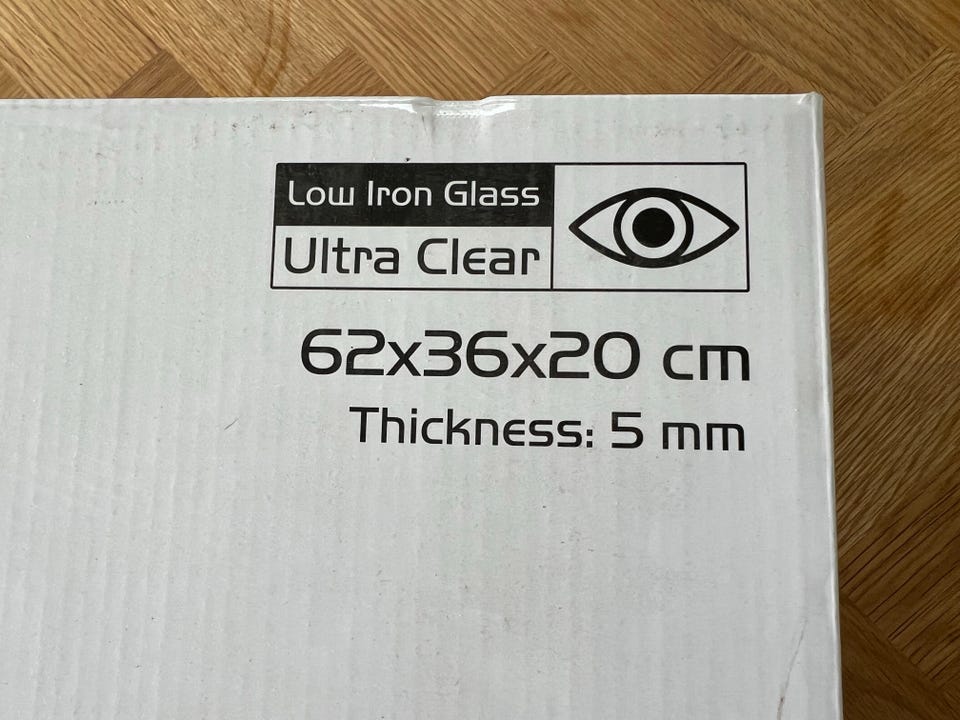 Low Iron Glass
Ultra Clear
62x36x20 cm
Thickness: 5 mm